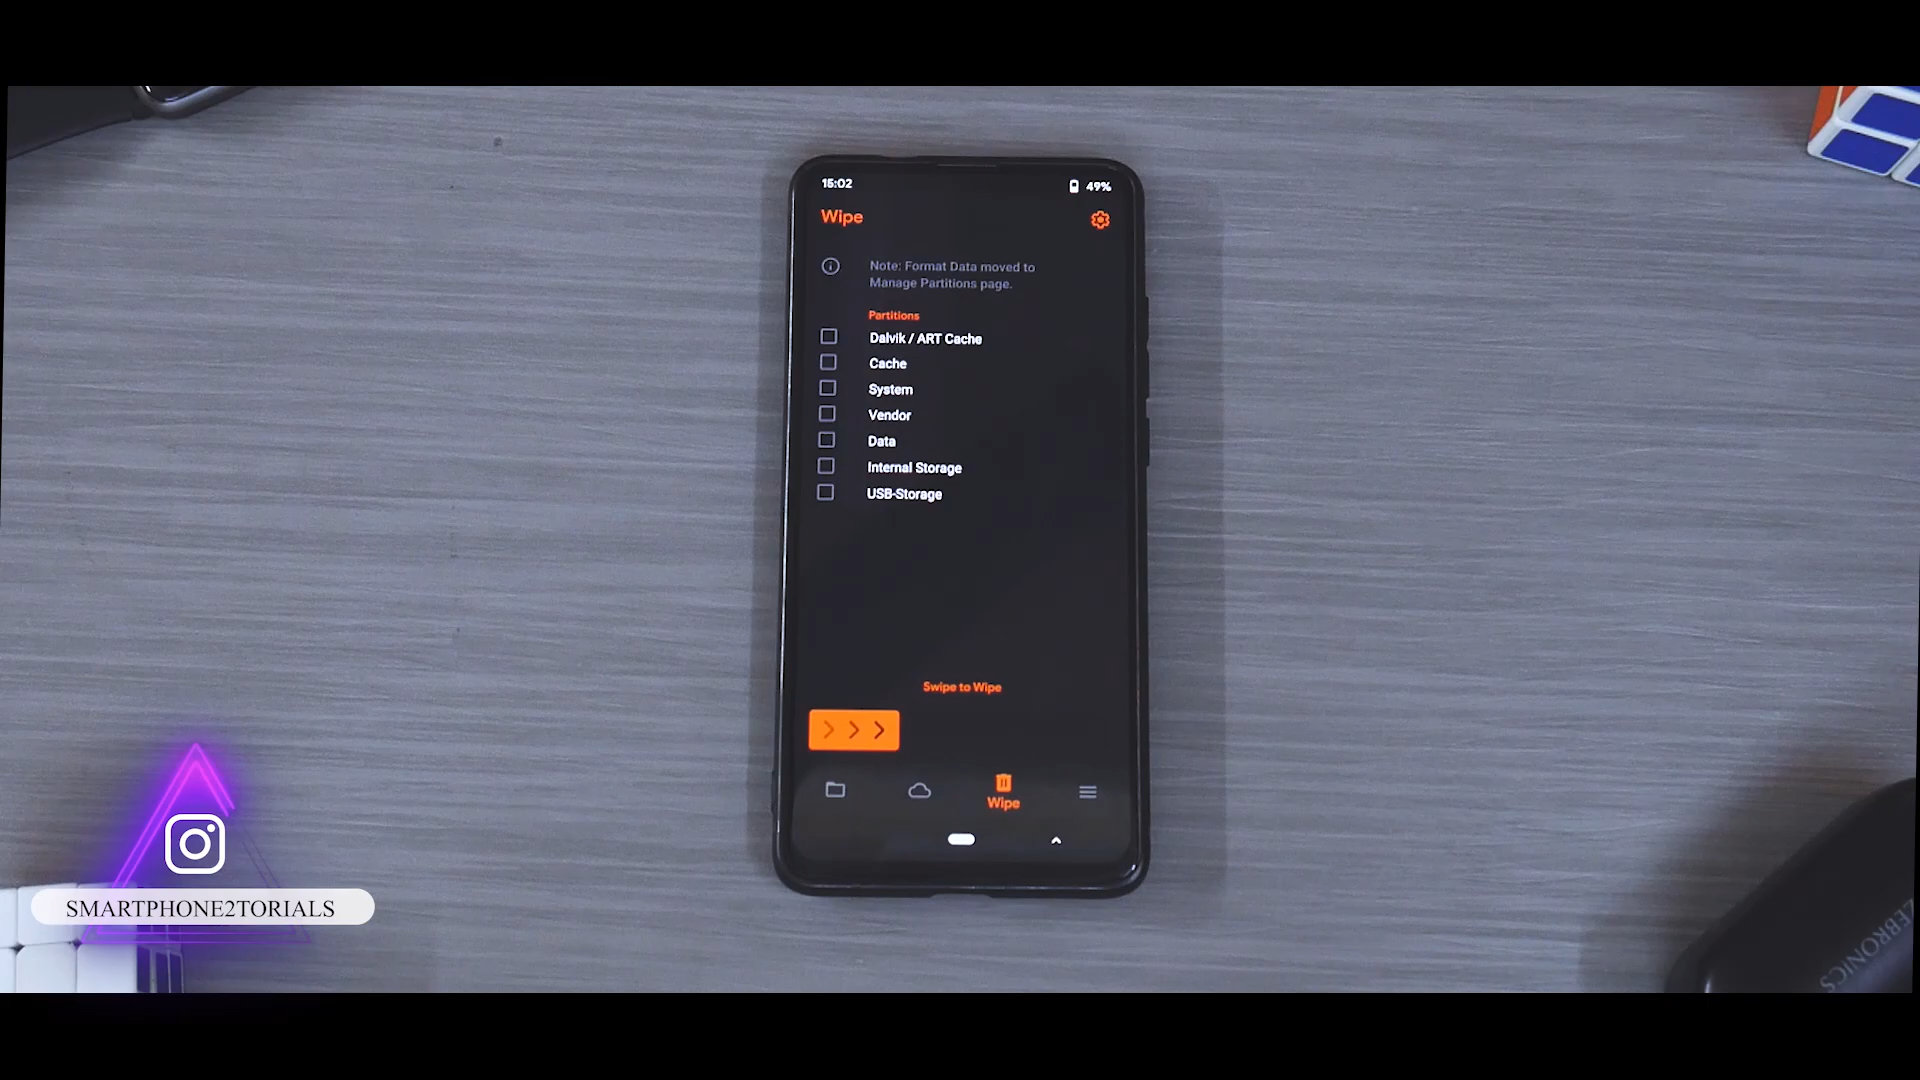 15:02
49%
Wipe
Note: Format Data moved to
Manage Partitions page.
Partitions
Dalvik / ART Cache
Cache
System
Vendor
Data
Internal Storage
USB-Storage
Swipe to Wipe
Wipe
SMARTPHONE2TORIALS
ZEBRONICS